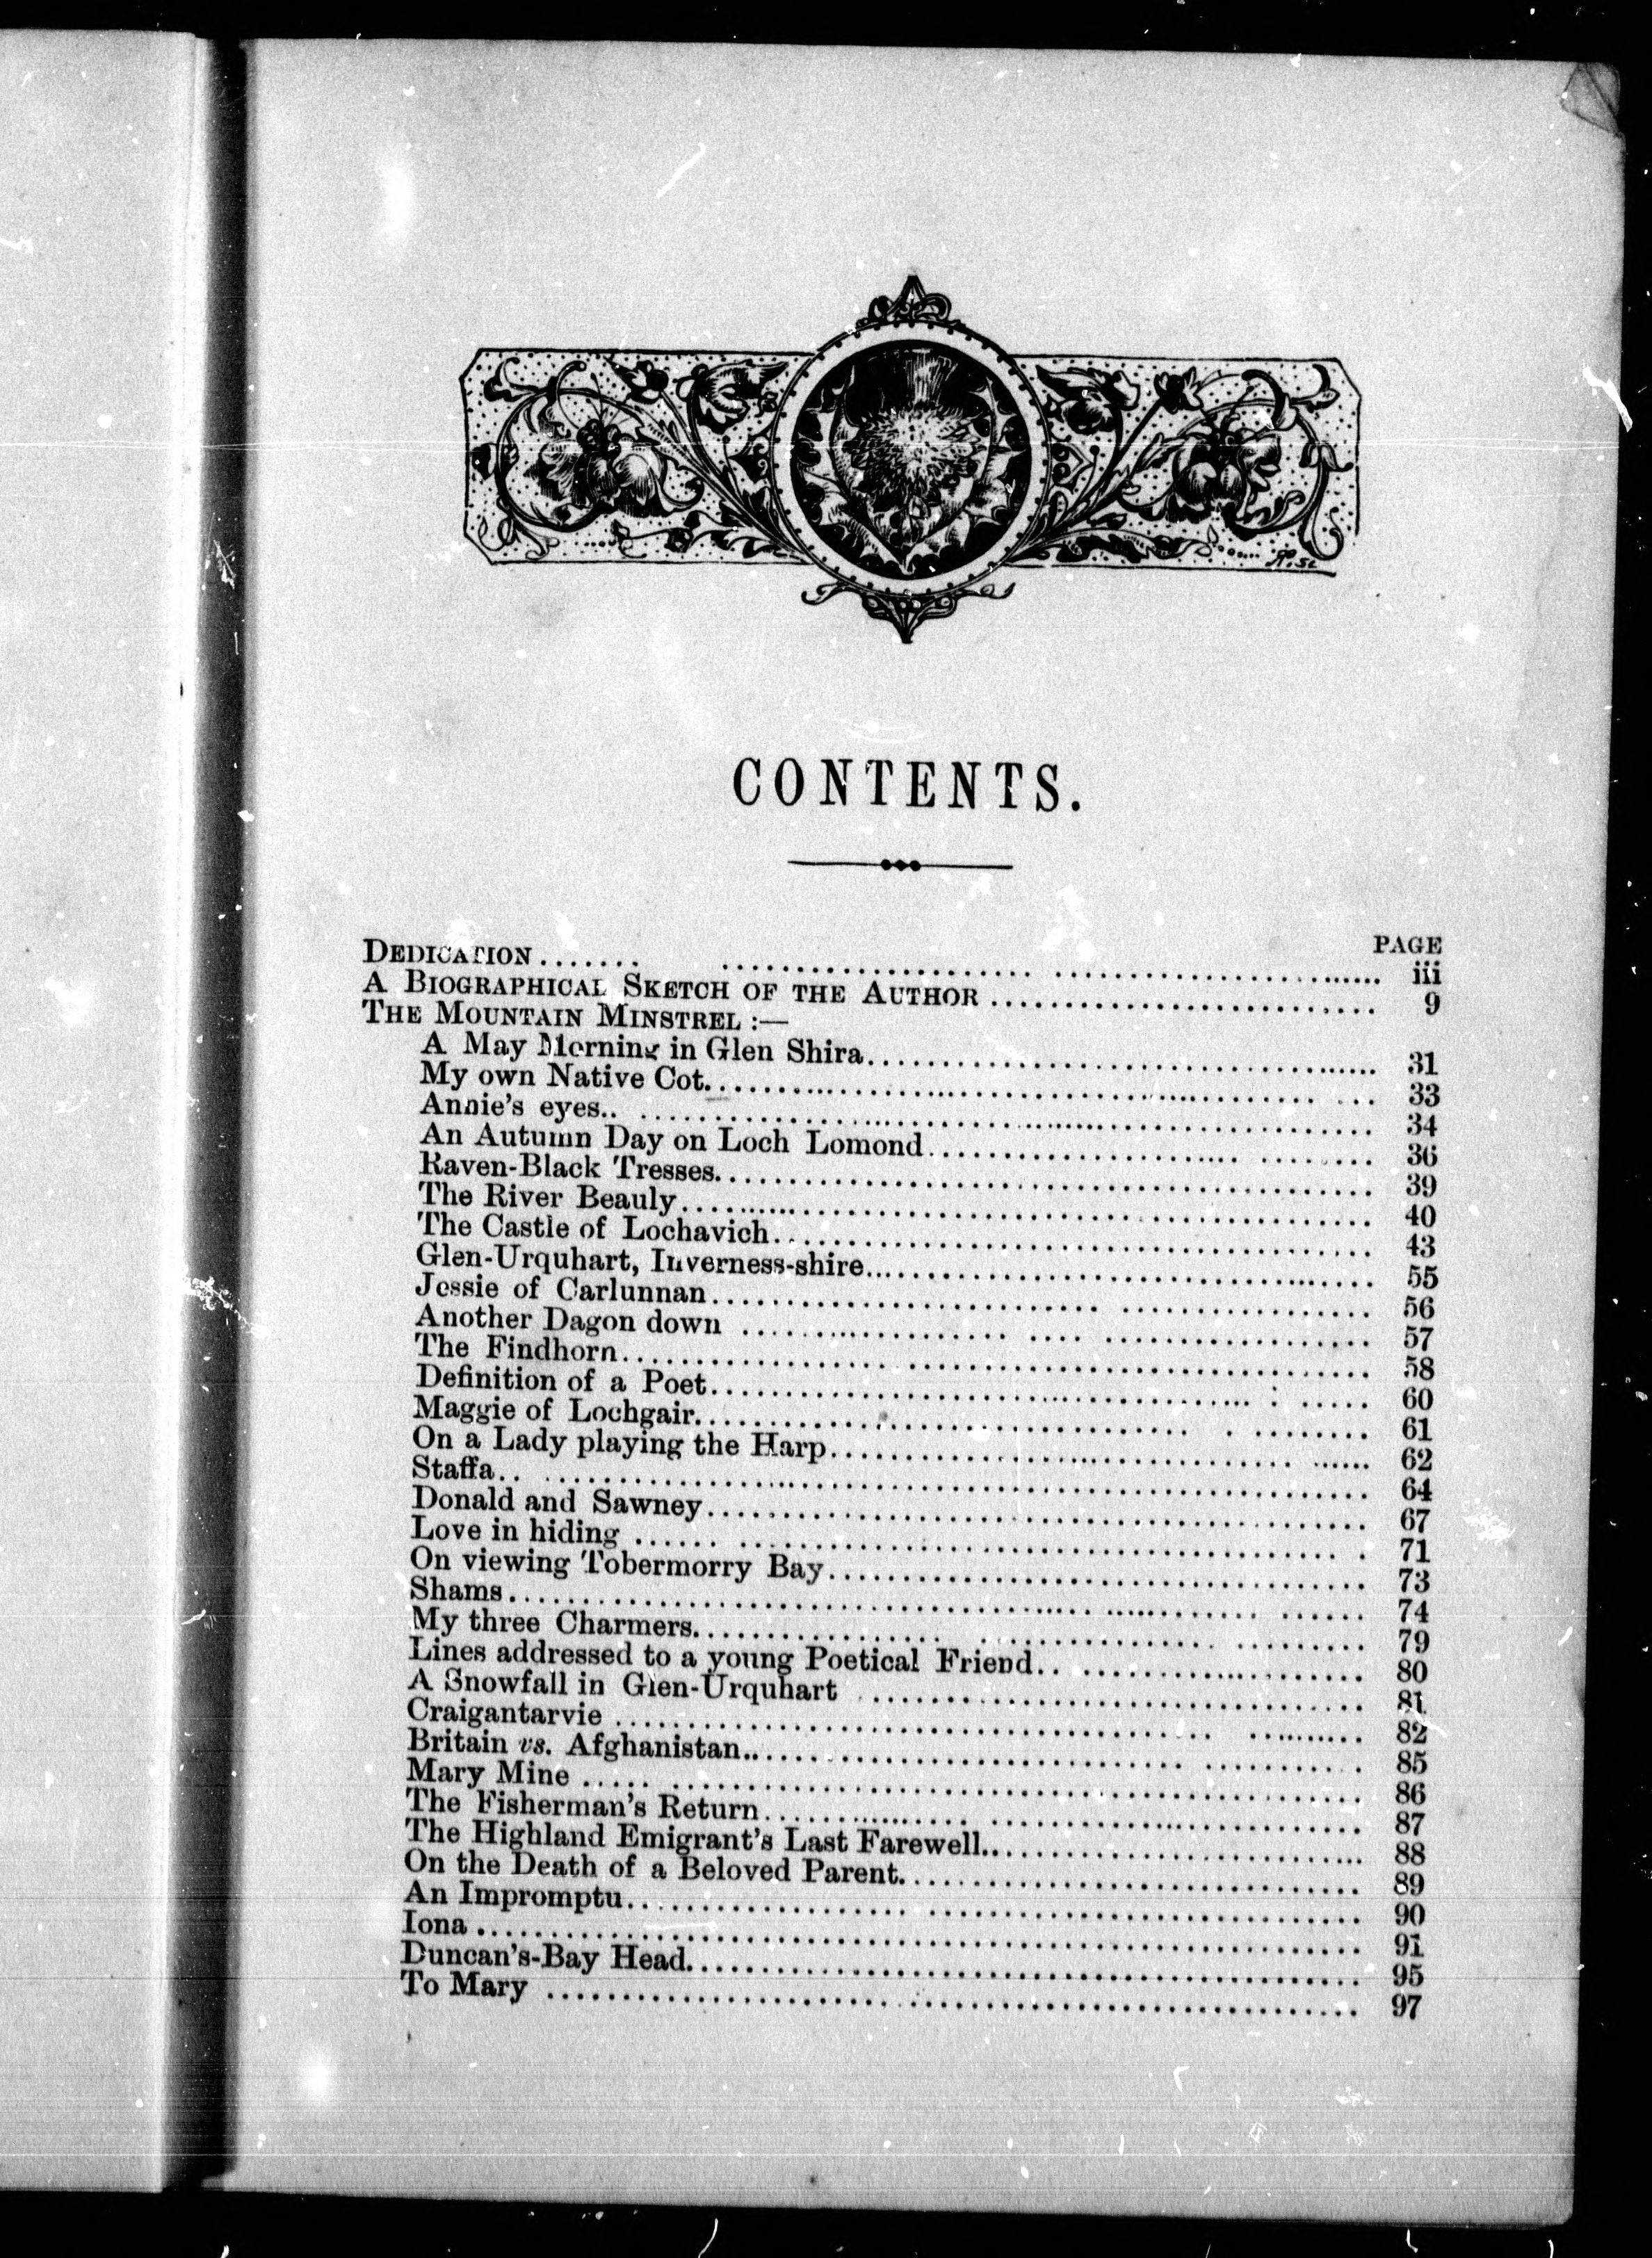 R. sc
CONTENTS.
PAGE
DEDICATION ....... iii
A BIOGRAPHICAL SKETCH OF THE AUTHOR ....... 9
THE MOUNTAIN MINSTREL :—
A May Morning in Glen Shira ....... 31
My own Native Cot ....... 33
Annie's eyes ....... 34
An Autumn Day on Loch Lomond ....... 36
Raven-Black Tresses ....... 39
The River Beauly ....... 40
The Castle of Lochavich ....... 43
Glen-Urquhart, Inverness-shire ....... 55
Jessie of Carlunnan ....... 56
Another Dagon down ....... 57
The Findhorn ....... 58
Definition of a Poet ....... 60
Maggie of Lochgair ....... 61
On a Lady playing the Harp ....... 62
Staffa ....... 64
Donald and Sawney ....... 67
Love in hiding ....... 71
On viewing Tobermorry Bay ....... 73
Shams ....... 74
My three Charmers ....... 79
Lines addressed to a young Poetical Friend ....... 80
A Snowfall in Glen-Urquhart ....... 81
Craigantarvie ....... 82
Britain vs. Afghanistan ....... 85
Mary Mine ....... 86
The Fisherman's Return ....... 87
The Highland Emigrant's Last Farewell ....... 88
On the Death of a Beloved Parent ....... 89
An Impromptu ....... 90
Iona ....... 91
Duncan's-Bay Head ....... 95
To Mary ....... 97